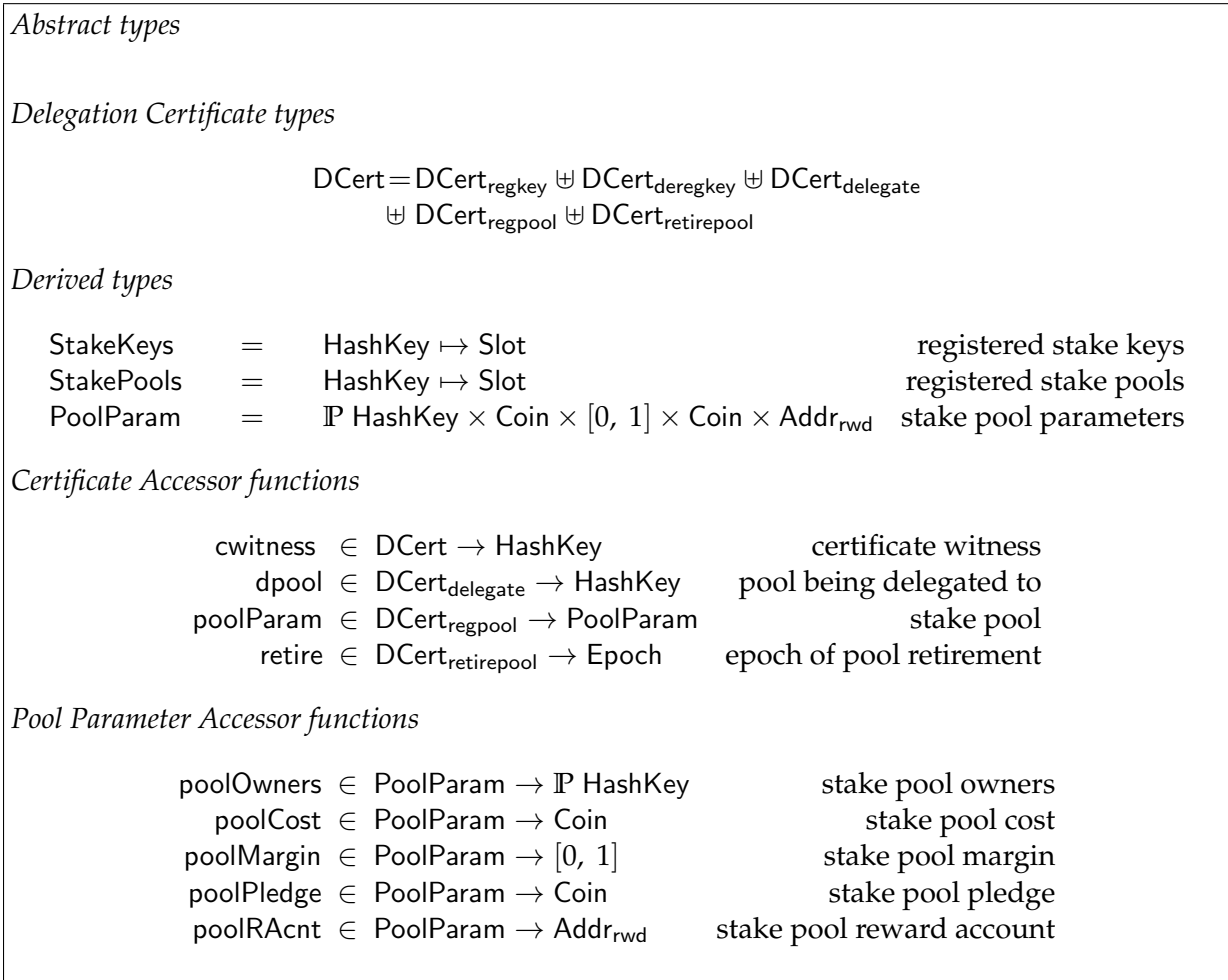 Abstract types
Delegation Certificate types
DCert=DCert_regkey ⊎ DCert_deregkey ⊎ DCert_delegate
⊎ DCert_regpool ⊎ DCert_retirepool
Derived types
StakeKeys = HashKey ↦ Slot registered stake keys
StakePools = HashKey ↦ Slot registered stake pools
PoolParam = ℙ HashKey × Coin × [0, 1] × Coin × Addr_rwd stake pool parameters
Certificate Accessor functions
cwitness ∈ DCert → HashKey certificate witness
dpool ∈ DCert_delegate → HashKey pool being delegated to
poolParam ∈ DCert_regpool → PoolParam stake pool
retire ∈ DCert_retirepool → Epoch epoch of pool retirement
Pool Parameter Accessor functions
poolOwners ∈ PoolParam → ℙ HashKey stake pool owners
poolCost ∈ PoolParam → Coin stake pool cost
poolMargin ∈ PoolParam → [0, 1] stake pool margin
poolPledge ∈ PoolParam → Coin stake pool pledge
poolRAcnt ∈ PoolParam → Addr_rwd stake pool reward account